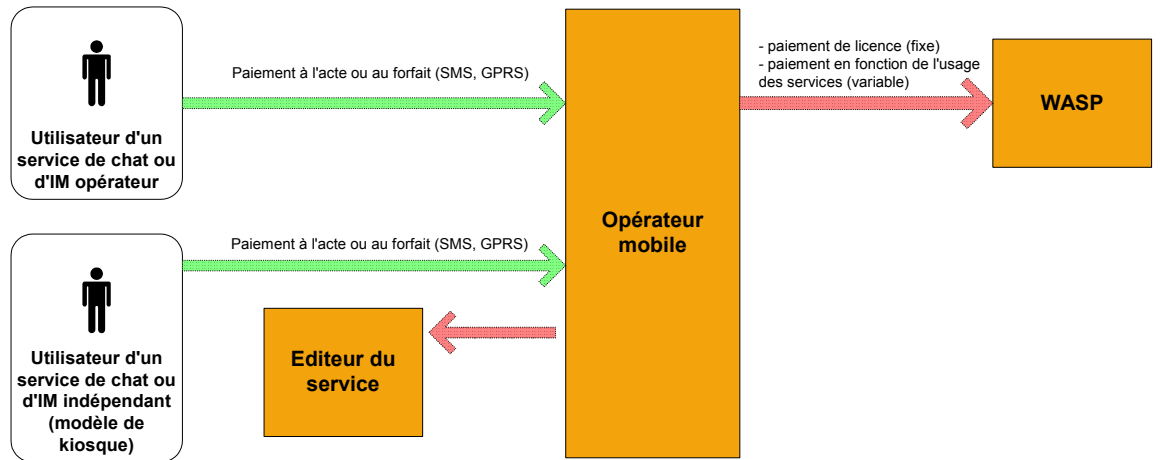 Utilisateur d'un
service de chat ou
d'IM opérateur
Paiement à l'acte ou au forfait (SMS, GPRS)
- paiement de licence (fixe)
- paiement en fonction de l'usage
des services (variable)
WASP
Opérateur
mobile
Paiement à l'acte ou au forfait (SMS, GPRS)
Utilisateur d'un
service de chat ou
d'IM indépendant
(modèle de
kiosque)
Editeur du
service